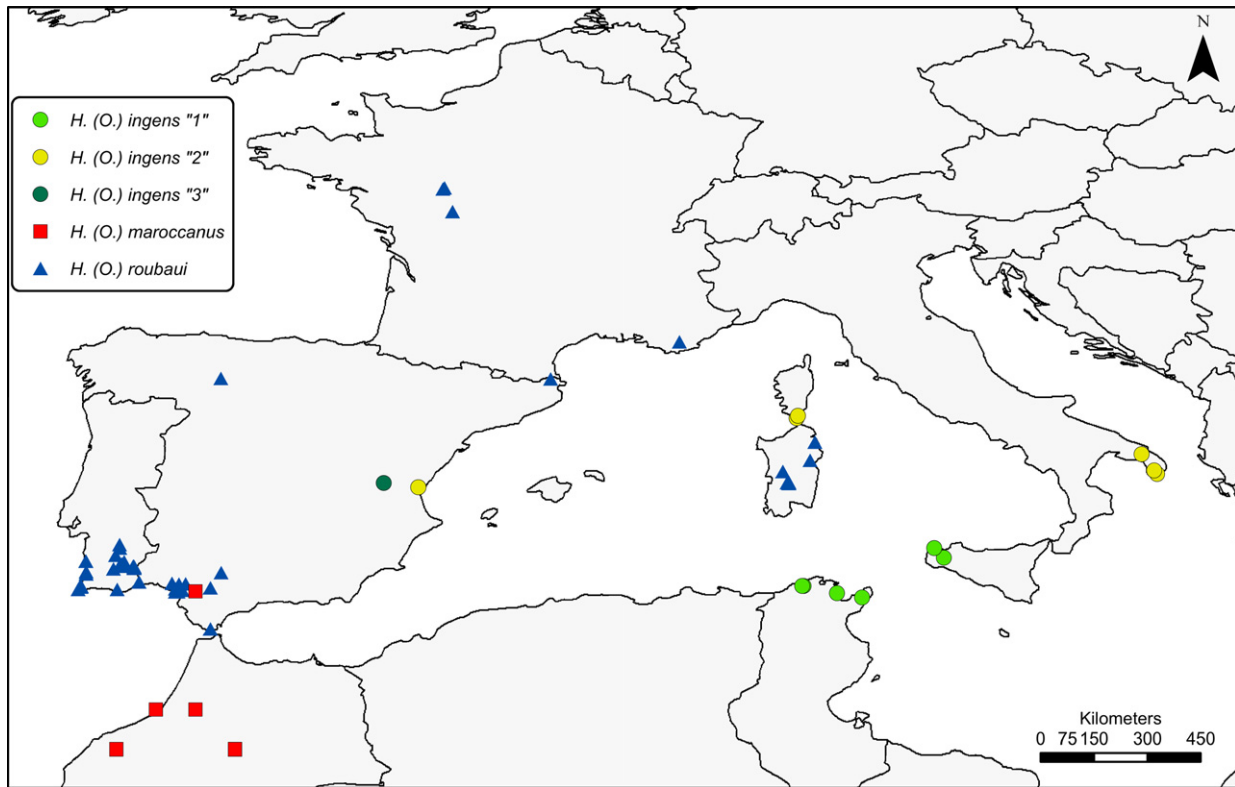 N
H. (O.) ingens "1"
H. (O.) ingens "2"
H. (O.) ingens "3"
H. (O.) maroccanus
H. (O.) roubaui
Kilometers
0 75 150 300 450